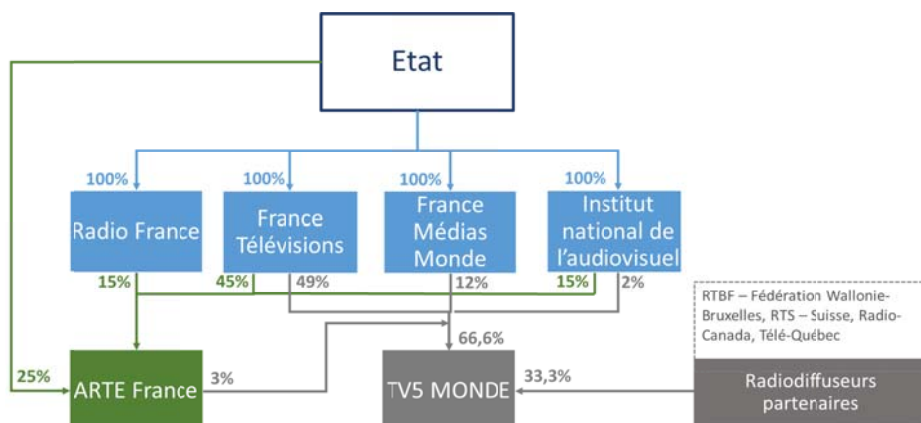 Etat
100%
100%
100%
100%
Radio France
France
Télévisions
France
Médias
Monde
Institut
national de
l'audiovisuel
15%
45%
49%
12%
15%
2%
RTBF – Fédération Wallonie-
Bruxelles, RTS – Suisse, Radio-
Canada, Télé-Québec
66,6%
25%
ARTE France
3%
TV5 MONDE
33,3%
Radiodiffuseurs
partenaires